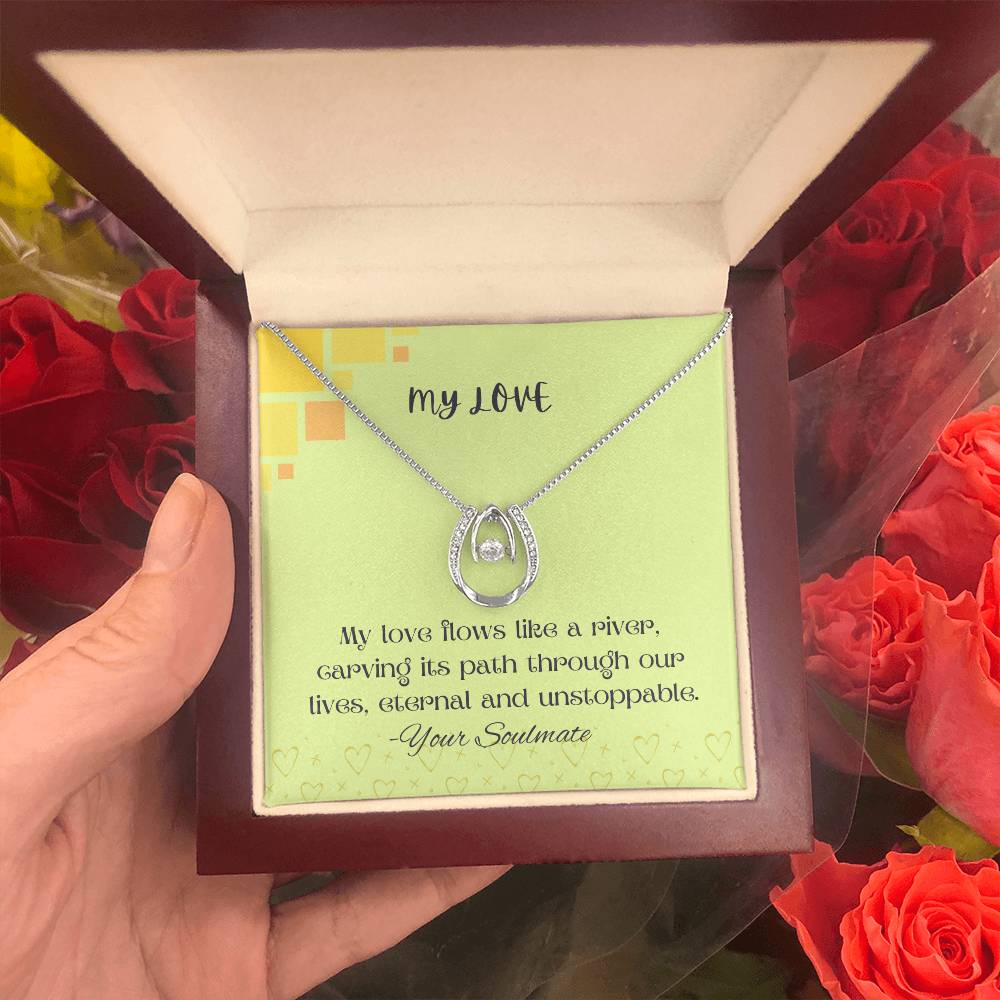 My LOVE
My love flows like a river,
carving its path through our
lives, eternal and unstoppable.
-Your Soulmate